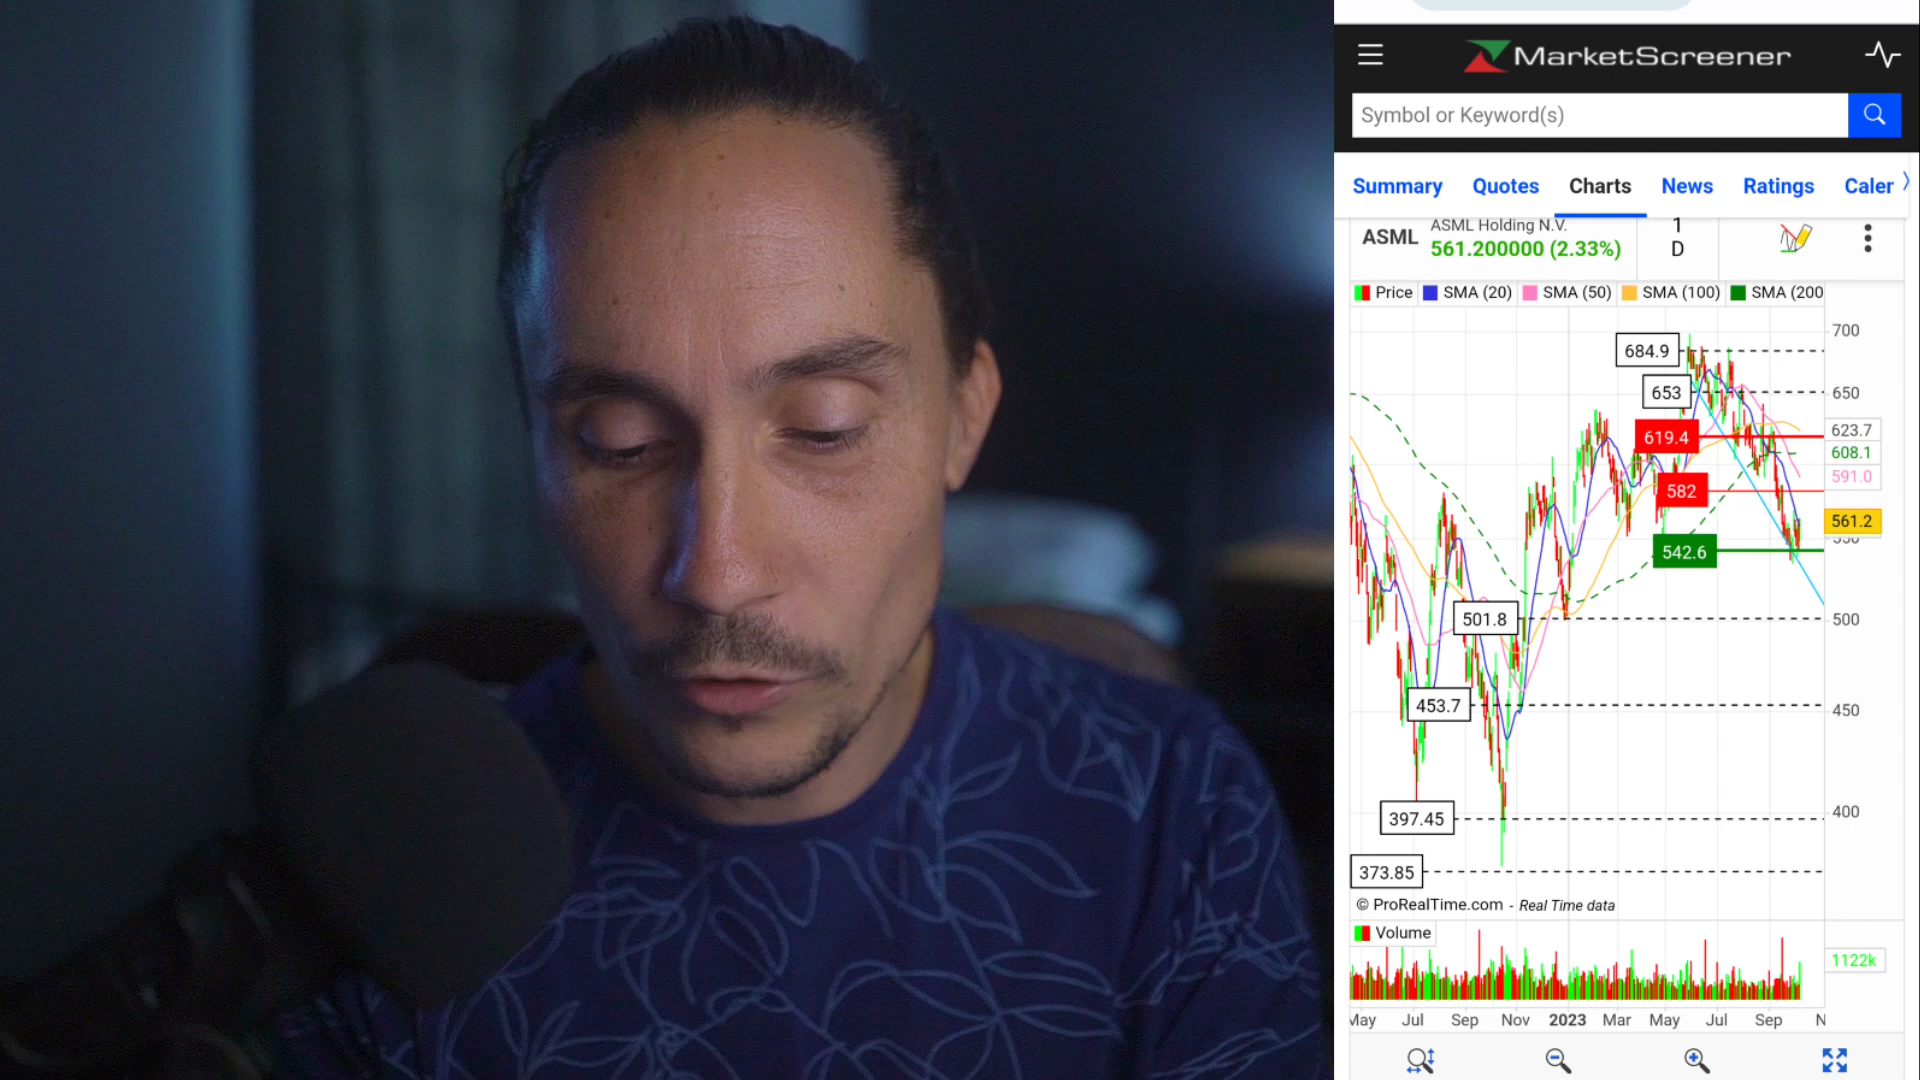 MarketScreener
Symbol or Keyword(s)
Summary Quotes Charts News Ratings Caler
ASML
ASML Holding N.V.
561.200000 (2.33%)
1
D
Price SMA (20) SMA (50) SMA (100) SMA (200
700
684.9
653
650
623.7
619.4
608.1
591.0
582
561.2
550
542.6
501.8
500
453.7
450
397.45
400
373.85
© ProRealTime.com - Real Time data
Volume
1122k
May Jul Sep Nov 2023 Mar May Jul Sep N